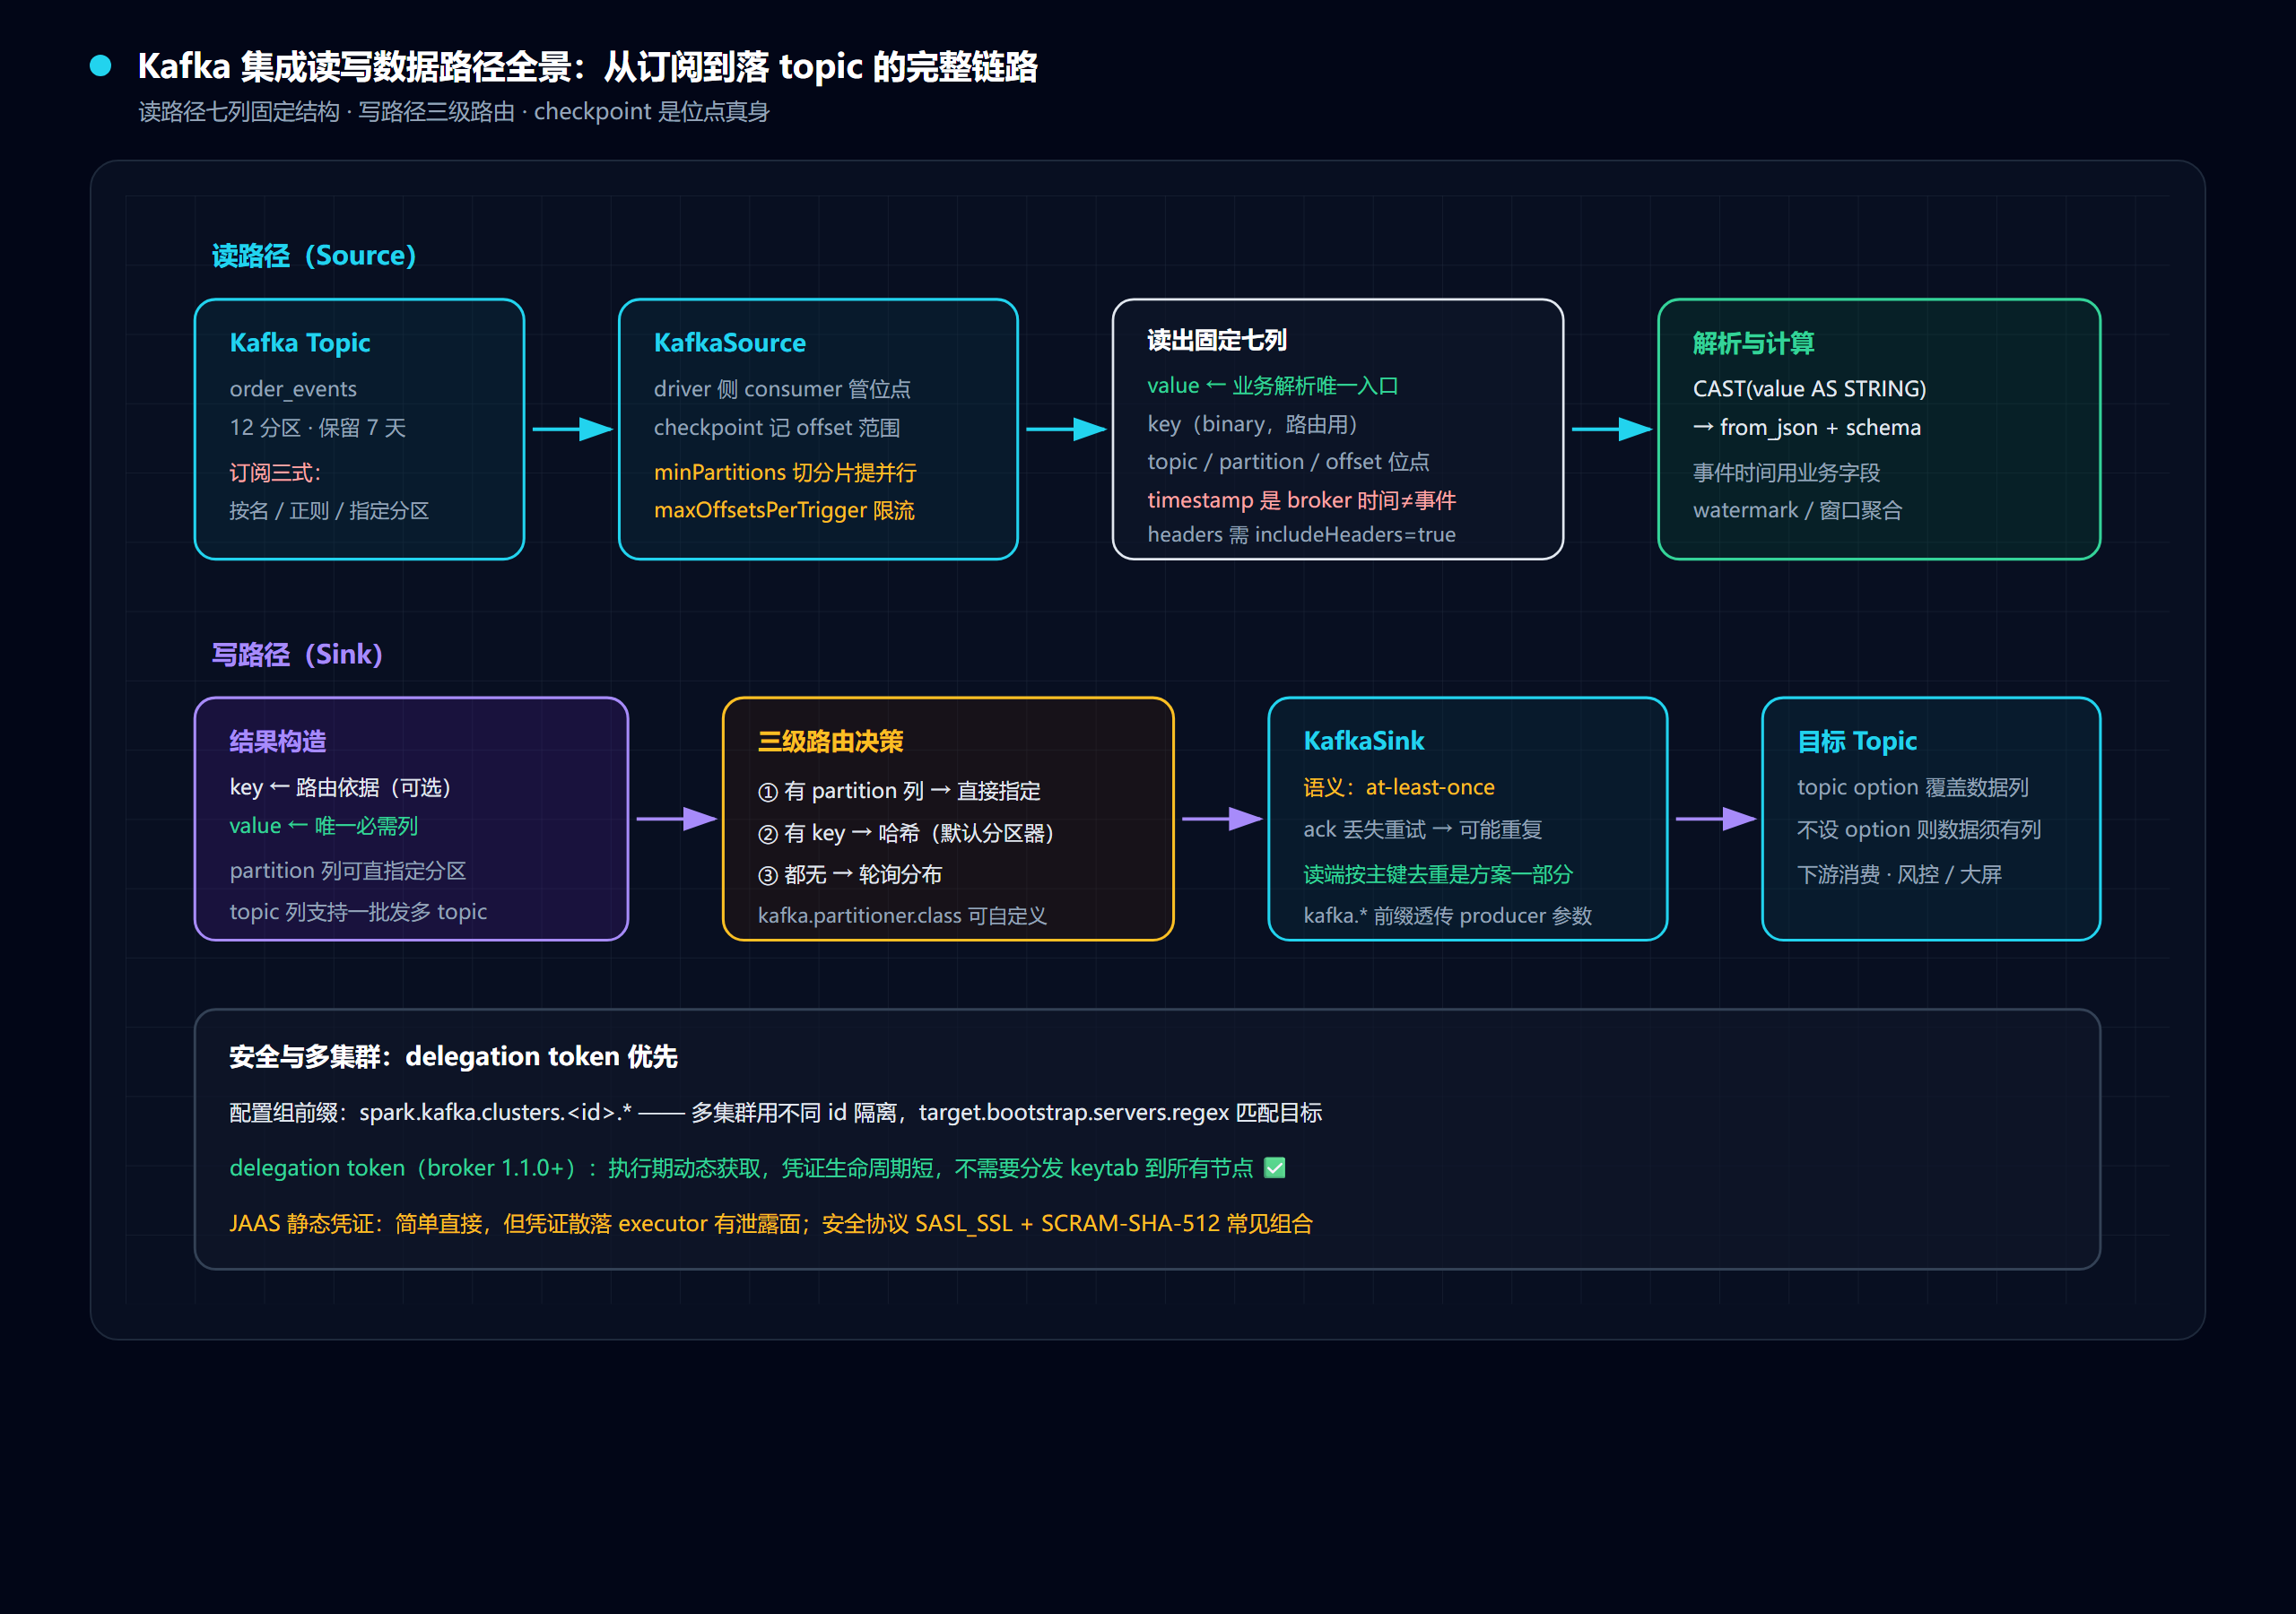 Kafka 集成读写数据路径全景：从订阅到落 topic 的完整链路
读路径七列固定结构 · 写路径三级路由 · checkpoint 是位点真身
读路径（Source）
Kafka Topic
order_events
12 分区 · 保留 7 天
订阅三式：
按名 / 正则 / 指定分区
KafkaSource
driver 侧 consumer 管位点
checkpoint 记 offset 范围
minPartitions 切分片提并行
maxOffsetsPerTrigger 限流
读出固定七列
value ← 业务解析唯一入口
key（binary，路由用）
topic / partition / offset 位点
timestamp 是 broker 时间≠事件
headers 需 includeHeaders=true
解析与计算
CAST(value AS STRING)
→ from_json + schema
事件时间用业务字段
watermark / 窗口聚合
写路径（Sink）
结果构造
key ← 路由依据（可选）
value ← 唯一必需列
partition 列可直指定分区
topic 列支持一批发多 topic
三级路由决策
① 有 partition 列 → 直接指定
② 有 key → 哈希（默认分区器）
③ 都无 → 轮询分布
kafka.partitioner.class 可自定义
KafkaSink
语义：at-least-once
ack 丢失重试 → 可能重复
读端按主键去重是方案一部分
kafka.* 前缀透传 producer 参数
目标 Topic
topic option 覆盖数据列
不设 option 则数据须有列
下游消费 · 风控 / 大屏
安全与多集群：delegation token 优先
配置组前缀：spark.kafka.clusters.<id>.* —— 多集群用不同 id 隔离，target.bootstrap.servers.regex 匹配目标
delegation token（broker 1.1.0+）：执行期动态获取，凭证生命周期短，不需要分发 keytab 到所有节点 ✅
JAAS 静态凭证：简单直接，但凭证散落 executor 有泄露面；安全协议 SASL_SSL + SCRAM-SHA-512 常见组合